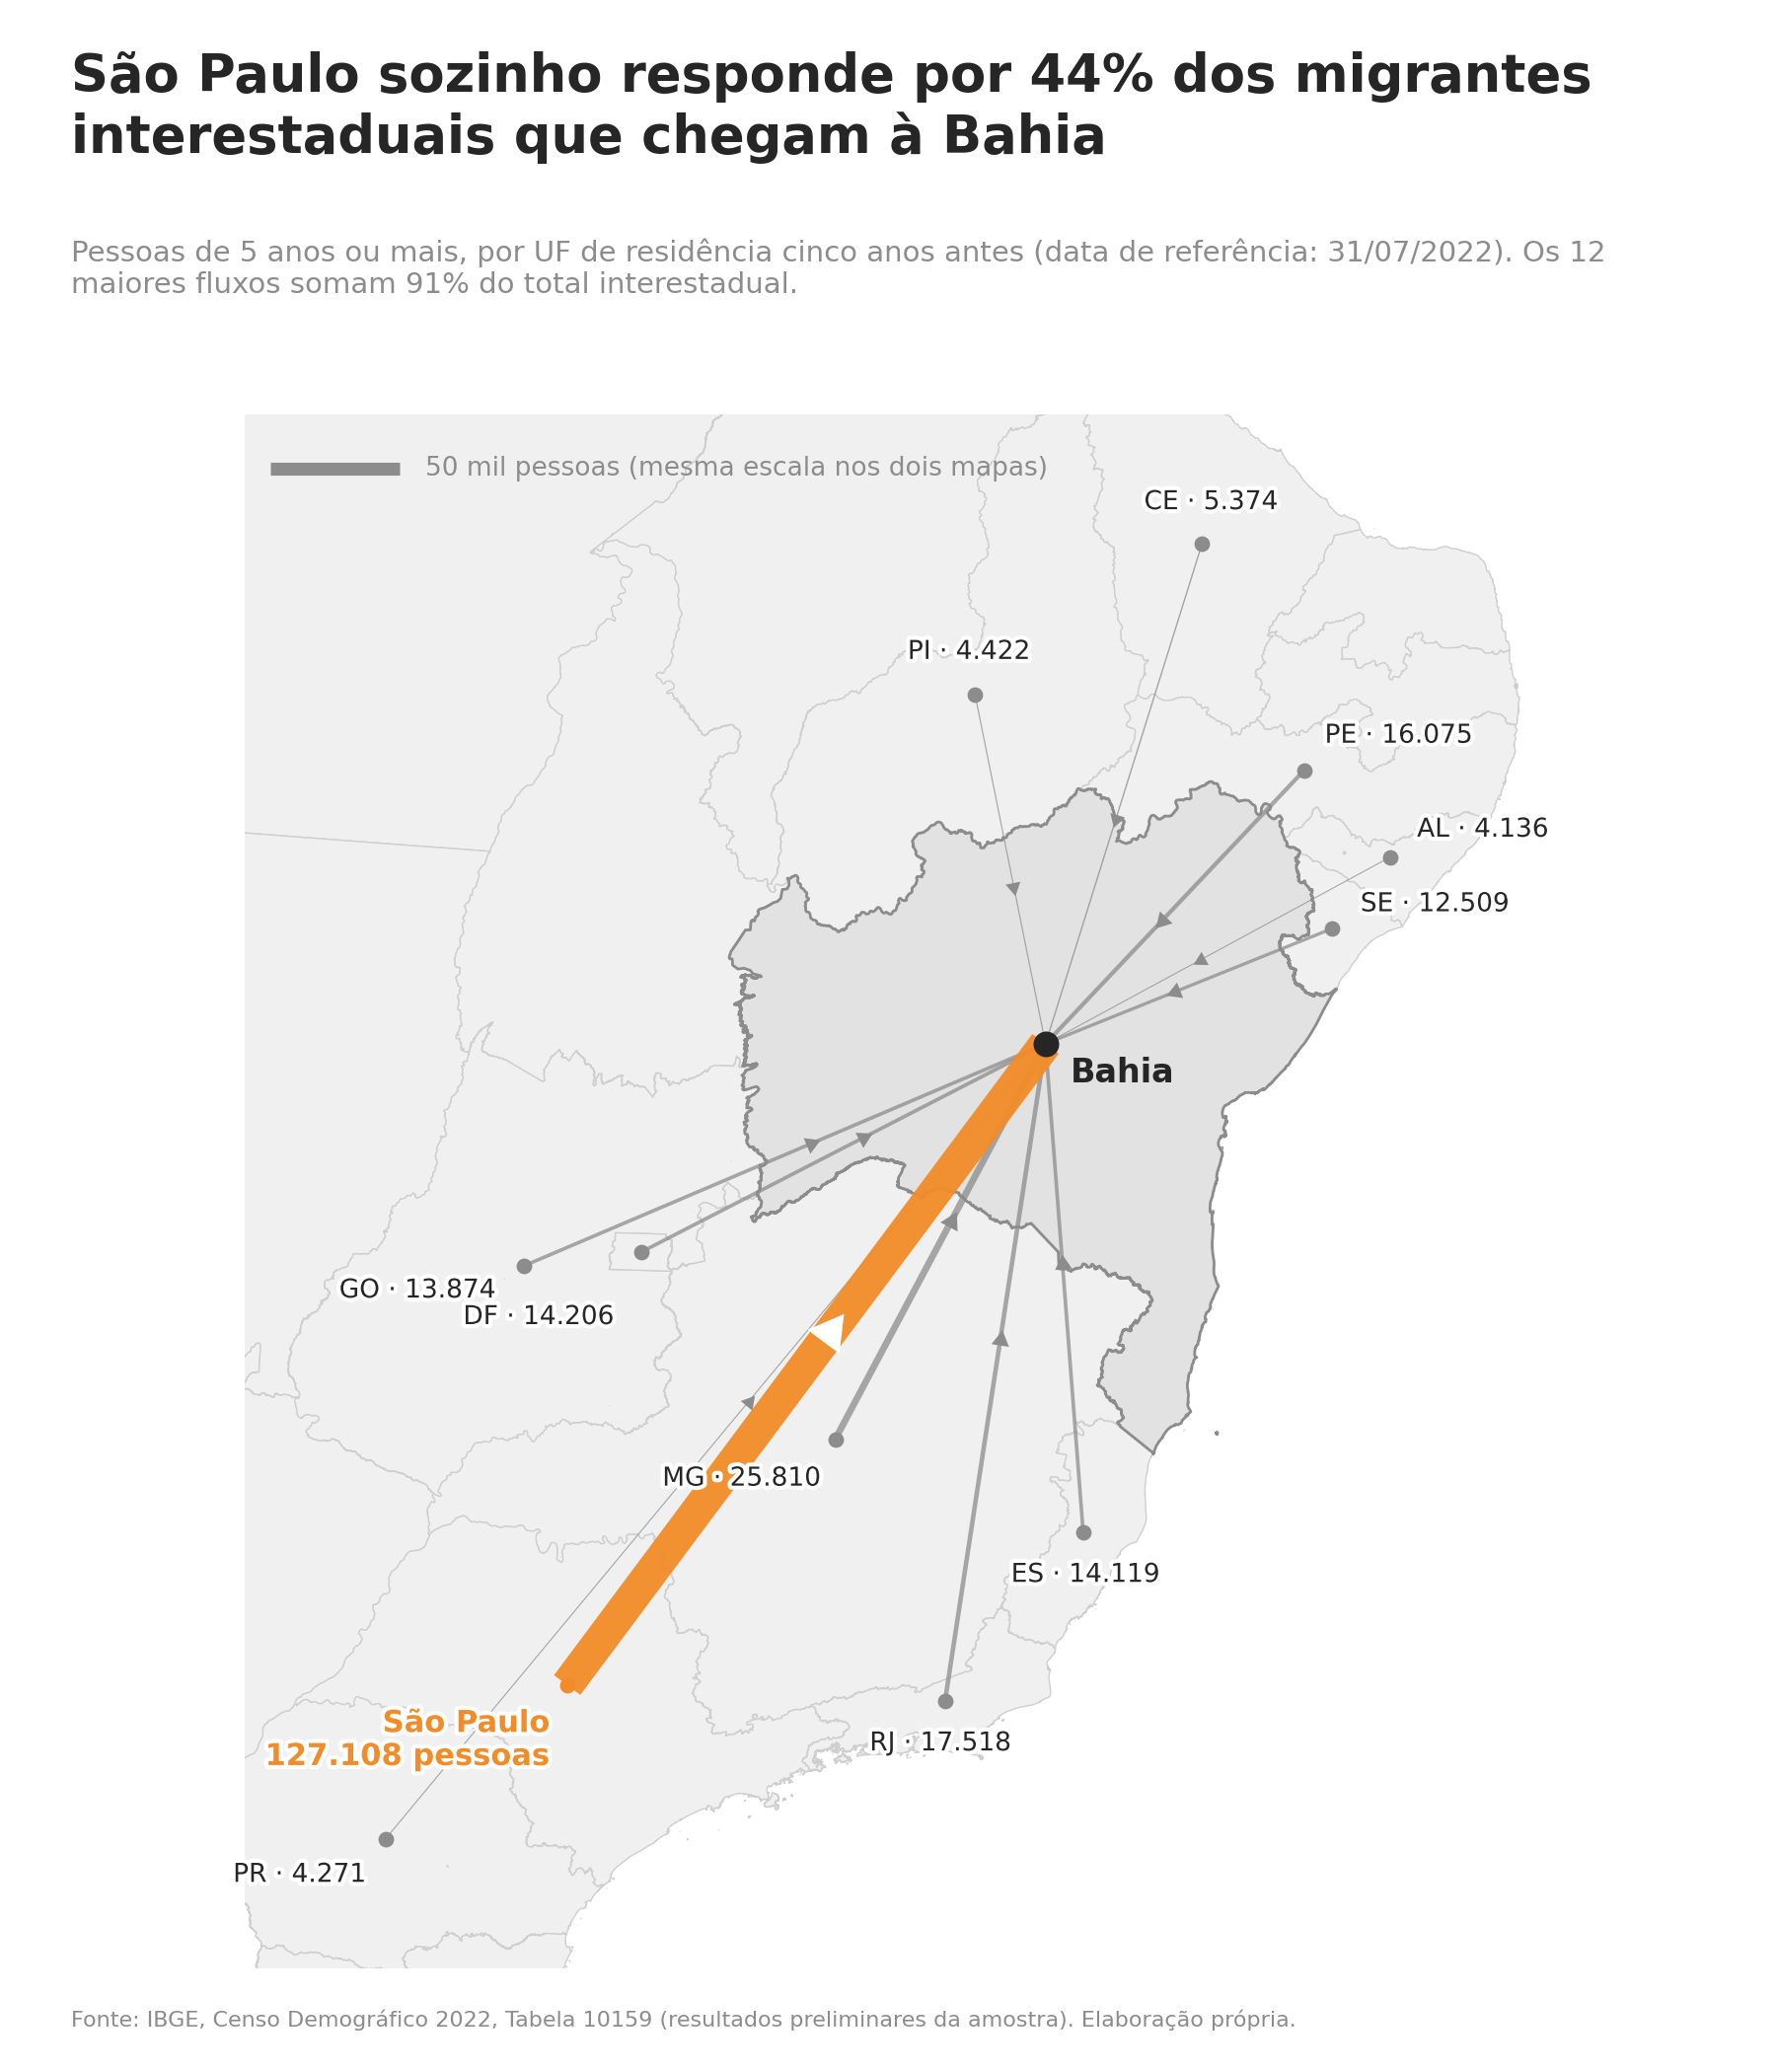 São Paulo sozinho responde por 44% dos migrantes
interestaduais que chegam à Bahia
Pessoas de 5 anos ou mais, por UF de residência cinco anos antes (data de referência: 31/07/2022). Os 12
maiores fluxos somam 91% do total interestadual.
50 mil pessoas (mesma escala nos dois mapas)
CE · 5.374
PI · 4.422
PE · 16.075
AL · 4.136
SE · 12.509
Bahia
GO · 13.874
DF · 14.206
MG · 25.810
ES · 14.119
São Paulo
127.108 pessoas
RJ · 17.518
PR · 4.271
Fonte: IBGE, Censo Demográfico 2022, Tabela 10159 (resultados preliminares da amostra). Elaboração própria.